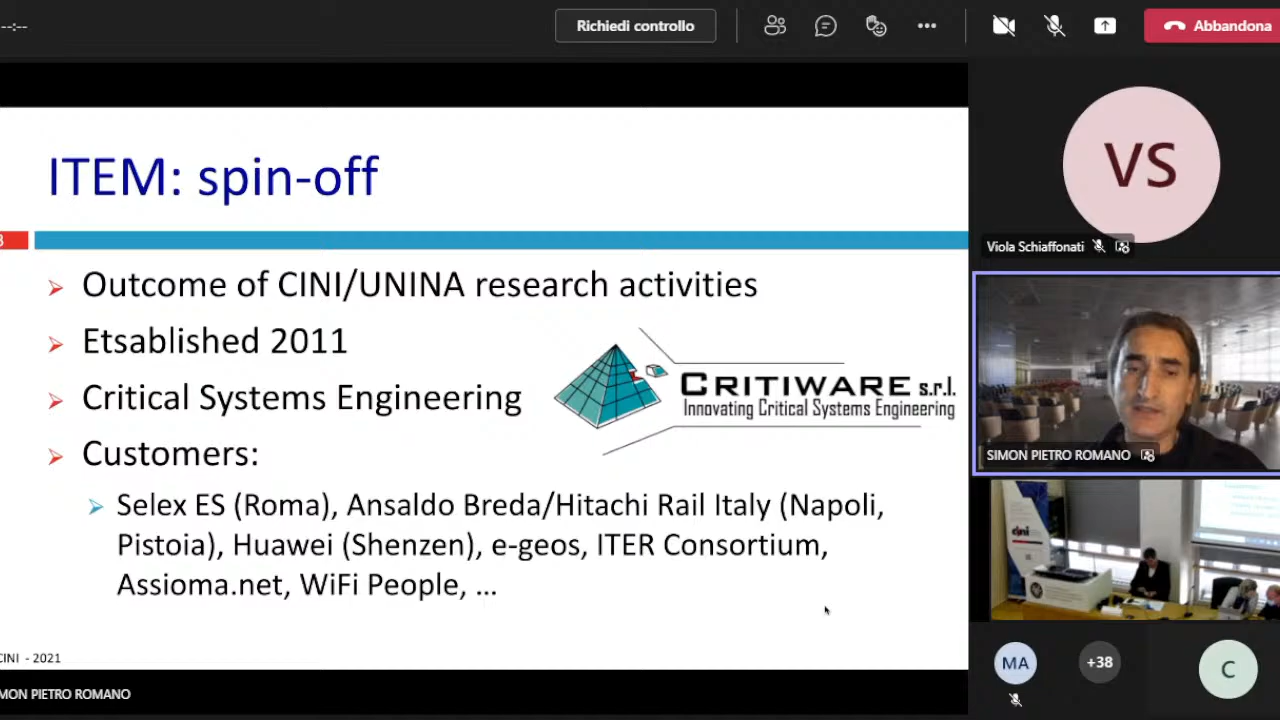 --:--
Richiedi controllo
Abbandona
ITEM: spin-off
Outcome of CINI/UNINA research activities
Etsablished 2011
Critical Systems Engineering
Customers:
Selex ES (Roma), Ansaldo Breda/Hitachi Rail Italy (Napoli,
Pistoia), Huawei (Shenzen), e-geos, ITER Consortium,
Assioma.net, WiFi People, ...
CRITIWARE s.r.l.
Innovating Critical Systems Engineering
CINI - 2021
MON PIETRO ROMANO
VS
Viola Schiaffonati
SIMON PIETRO ROMANO
cini
MA
+38
C